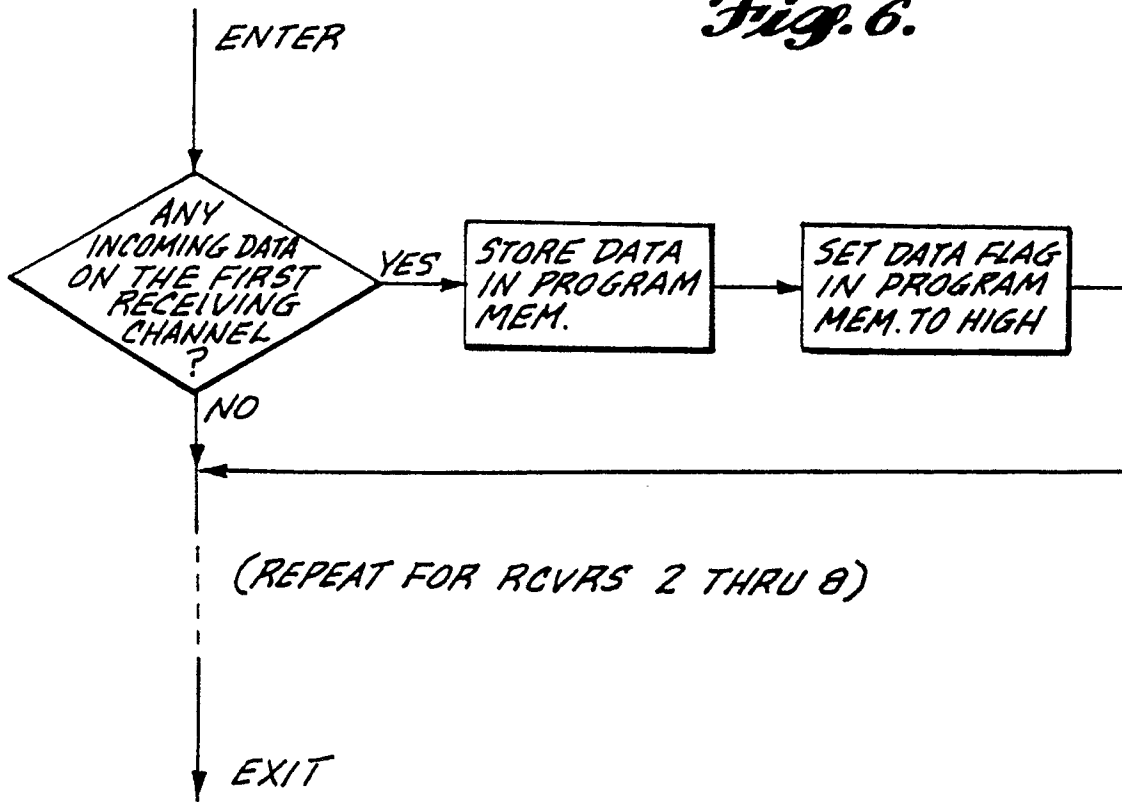 Fig. 6.
ENTER
ANY
INCOMING DATA
ON THE FIRST
RECEIVING
CHANNEL
?
YES
STORE DATA
IN PROGRAM
MEM.
SET DATA FLAG
IN PROGRAM
MEM. TO HIGH
NO
(REPEAT FOR RCVRS 2 THRU 8)
EXIT